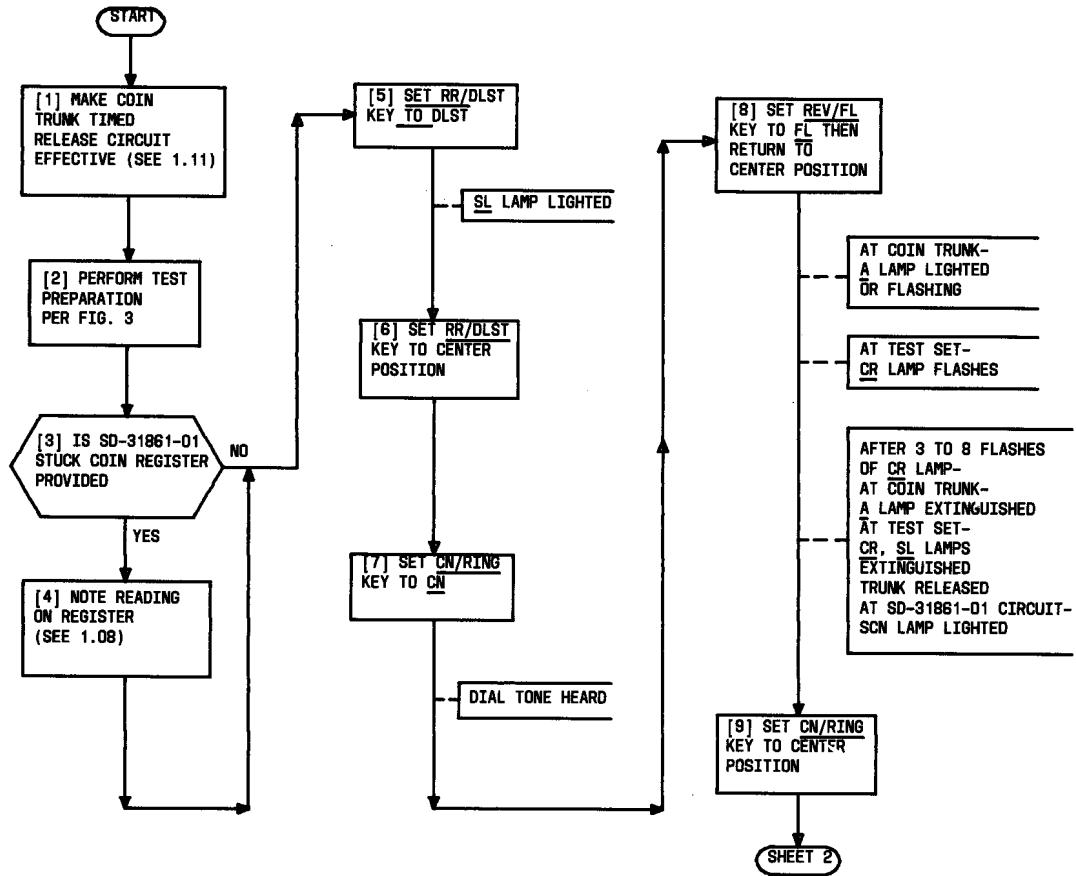 START
[1] MAKE COIN
TRUNK TIMED
RELEASE CIRCUIT
EFFECTIVE (SEE 1.11)
[2] PERFORM TEST
PREPARATION
PER FIG. 3
[3] IS SD-31861-01
STUCK COIN REGISTER
PROVIDED
NO
YES
[4] NOTE READING
ON REGISTER
(SEE 1.08)
[5] SET RR/DLST
KEY TO DLST
SL LAMP LIGHTED
[6] SET RR/DLST
KEY TO CENTER
POSITION
[7] SET CN/RING
KEY TO CN
DIAL TONE HEARD
[8] SET REV/FL
KEY TO FL THEN
RETURN TO
CENTER POSITION
AT COIN TRUNK-
A LAMP LIGHTED
OR FLASHING
AT TEST SET-
CR LAMP FLASHES
AFTER 3 TO 8 FLASHES
OF CR LAMP-
AT COIN TRUNK-
A LAMP EXTINGUISHED
AT TEST SET-
CR, SL LAMPS
EXTINGUISHED
TRUNK RELEASED
AT SD-31861-01 CIRCUIT-
SCN LAMP LIGHTED
[9] SET CN/RING
KEY TO CENTER
POSITION
SHEET 2